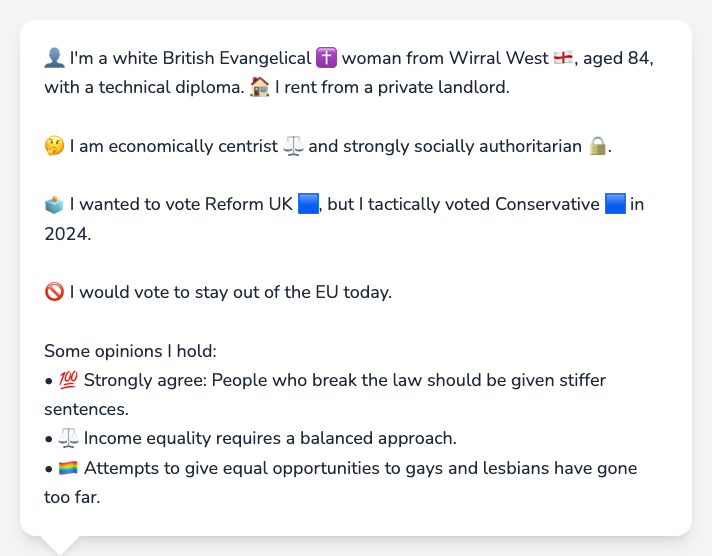 👤 I'm a white British Evangelical ✝️ woman from Wirral West 🏴󠁧󠁢󠁥󠁮󠁧󠁿, aged 84,
with a technical diploma. 🏠 I rent from a private landlord.
🤔 I am economically centrist ⚖️ and strongly socially authoritarian 🔒.
🗳️ I wanted to vote Reform UK 🟦, but I tactically voted Conservative 🟦 in
2024.
🚫 I would vote to stay out of the EU today.
Some opinions I hold:
• 💯 Strongly agree: People who break the law should be given stiffer
sentences.
• ⚖️ Income equality requires a balanced approach.
• 🏳️‍🌈 Attempts to give equal opportunities to gays and lesbians have gone
too far.